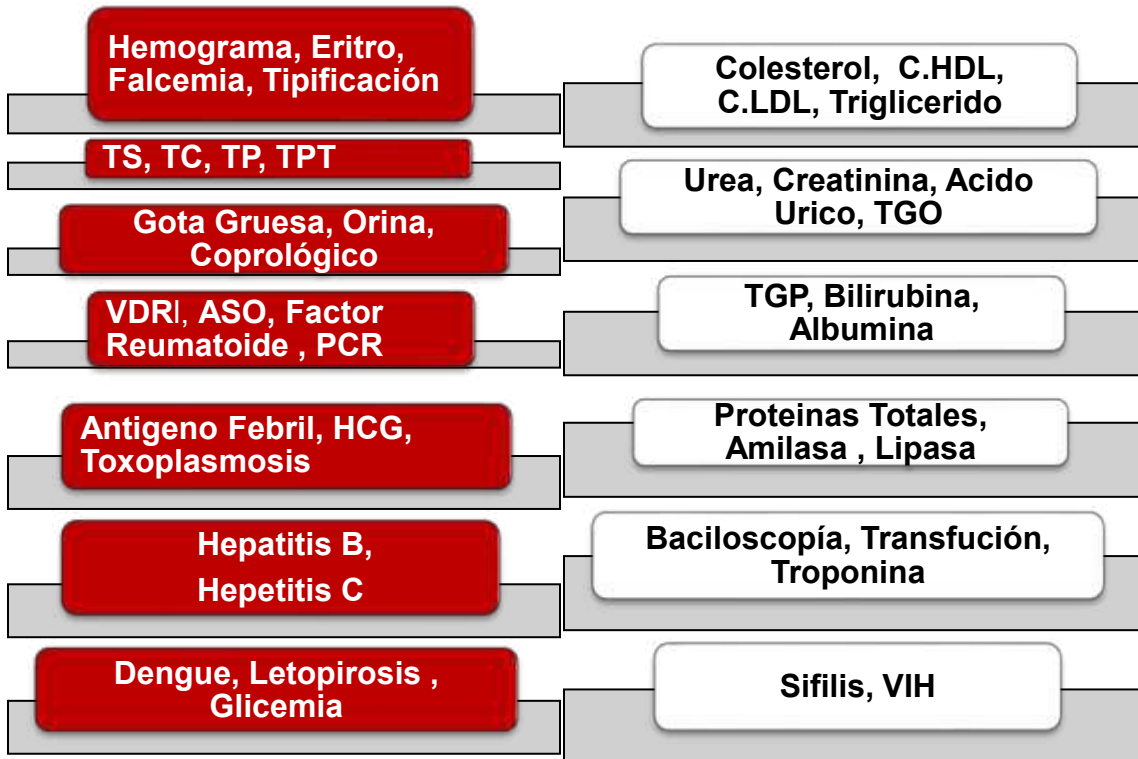 Hemograma, Eritro,
Falcemia, Tipificación
TS, TC, TP, TPT
Gota Gruesa, Orina,
Coprológico
VDRl, ASO, Factor
Reumatoide , PCR
Antigeno Febril, HCG,
Toxoplasmosis
Hepatitis B,
Hepetitis C
Dengue, Letopirosis ,
Glicemia
Colesterol, C.HDL,
C.LDL, Triglicerido
Urea, Creatinina, Acido
Urico, TGO
TGP, Bilirubina,
Albumina
Proteinas Totales,
Amilasa , Lipasa
Baciloscopía, Transfución,
Troponina
Sifilis, VIH